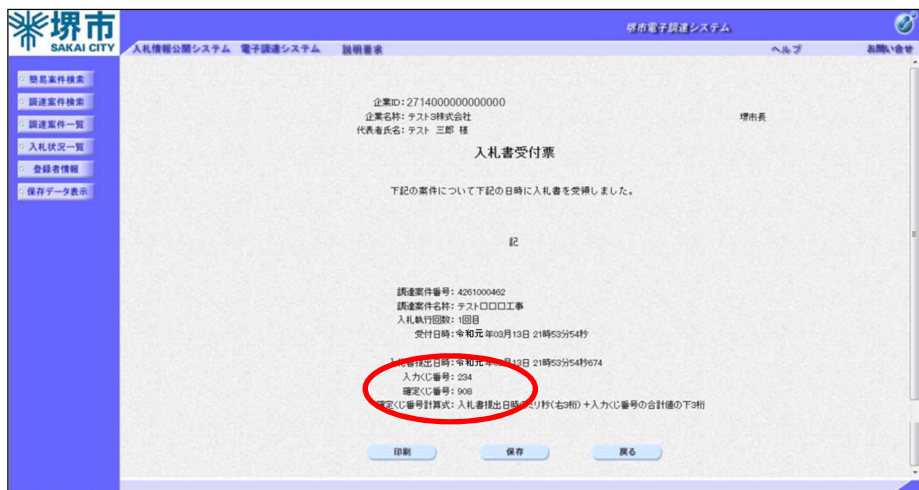 堺市
SAKAI CITY
堺市電子調達システム
入札情報公開システム 電子調達システム 説明要求 ヘルプ お問い合せ
簡易案件検索
調達案件検索
調達案件一覧
入札状況一覧
登録者情報
保存データ表示
企業ID:2714000000000000
企業名称:テスト3株式会社
堺市長
代表者氏名:テスト 三郎 様
入札書受付票
下記の案件について下記の日時に入札書を受領しました。
記
調達案件番号:4261000462
調達案件名称:テスト口口口工事
入札執行回数:1回目
受付日時:令和元年03月13日 21時53分54秒
入札書提出日時:令和元年03月13日 21時53分54秒674
入力くじ番号:234
確定くじ番号:908
確定くじ番号計算式:入札書提出日時のミリ秒(右3桁)+入力くじ番号の合計値の下3桁
印刷 保存 戻る